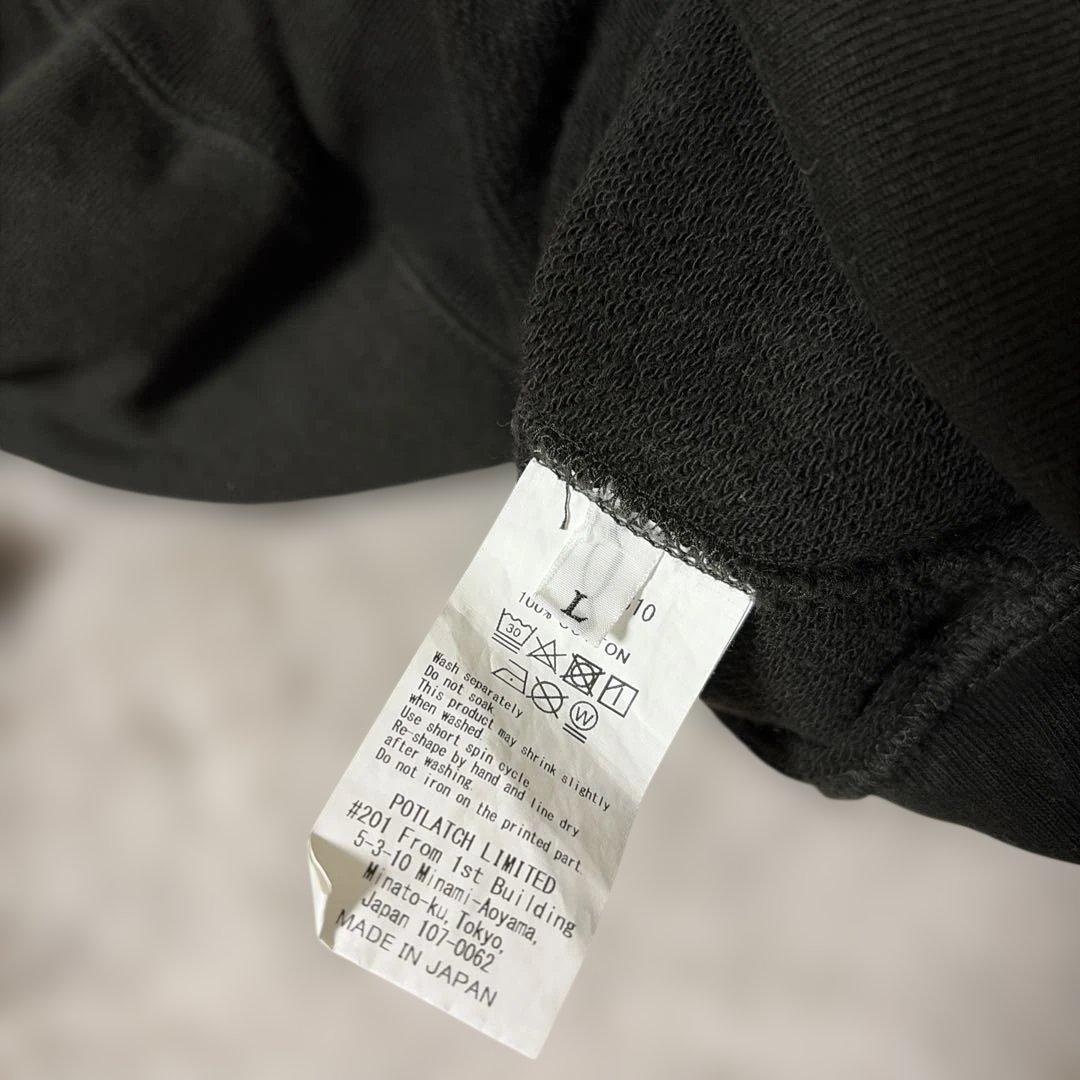 L
10
100%
30
W
Wash separately
Do not soak
This product may shrink slightly
when washed.
Use short spin cycle
Re-shape by hand and line dry
after washing.
Do not iron on the printed part.
POTLATCH LIMITED
#201 From 1st Building
5-3-10 Minami-Aoyama,
Minato-ku, Tokyo,
Japan 107-0062
MADE IN JAPAN